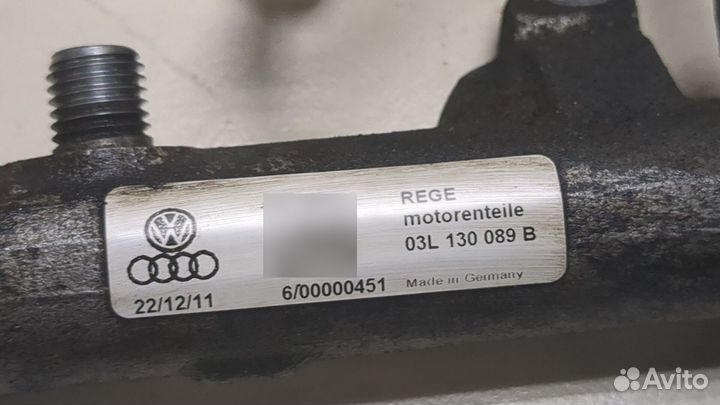 REGE
motorenteile
03L 130 089 B
22/12/11
6/00000451
Made in Germany
Avito